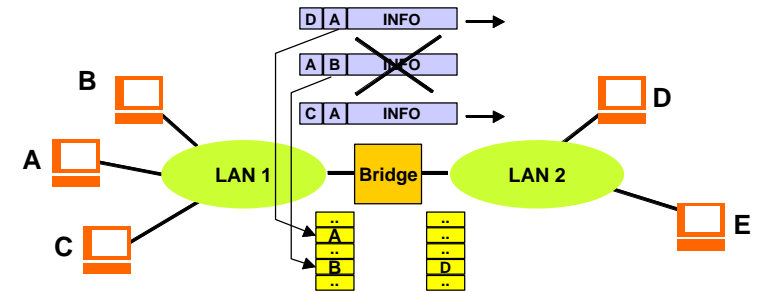 D A INFO
A B INFO
C A INFO
B
A
C
D
E
LAN 1
Bridge
LAN 2
..
A
..
B
..
..
..
..
D
..